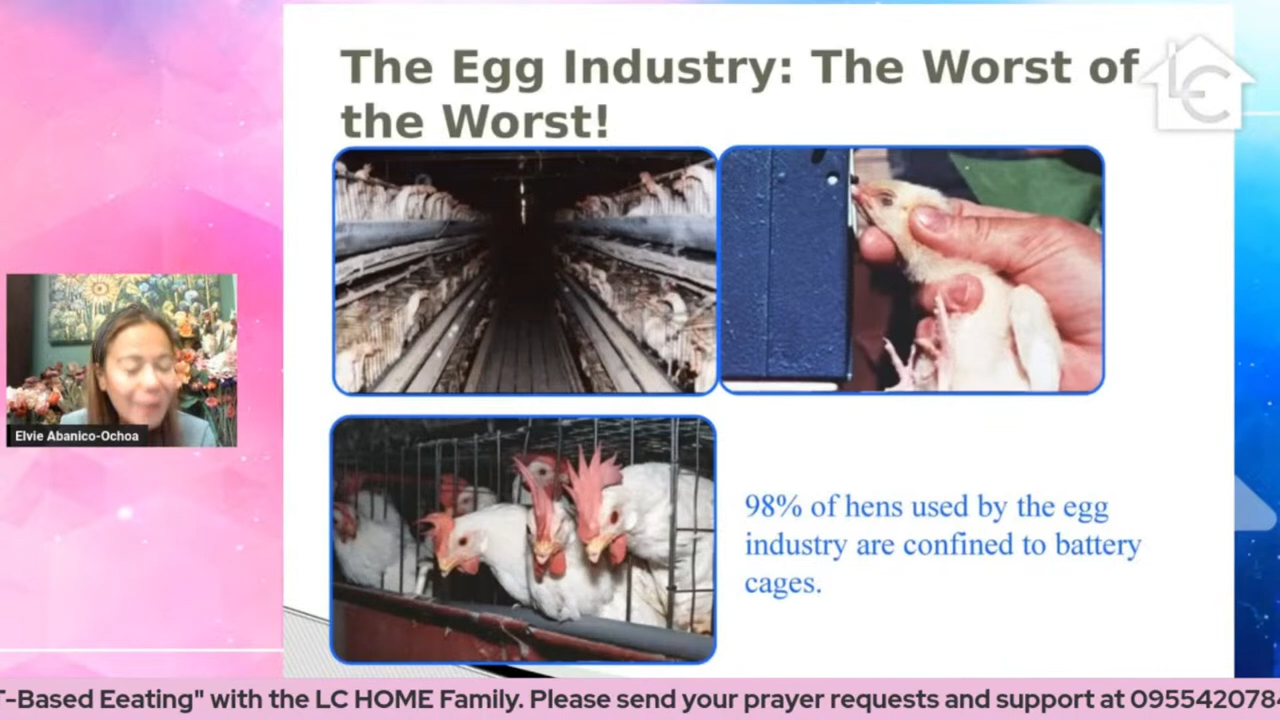 The Egg Industry: The Worst of
the Worst!
LC
Elvie Abanico-Ochoa
98% of hens used by the egg
industry are confined to battery
cages.
T-Based Eeating" with the LC HOME Family. Please send your prayer requests and support at 0955420784